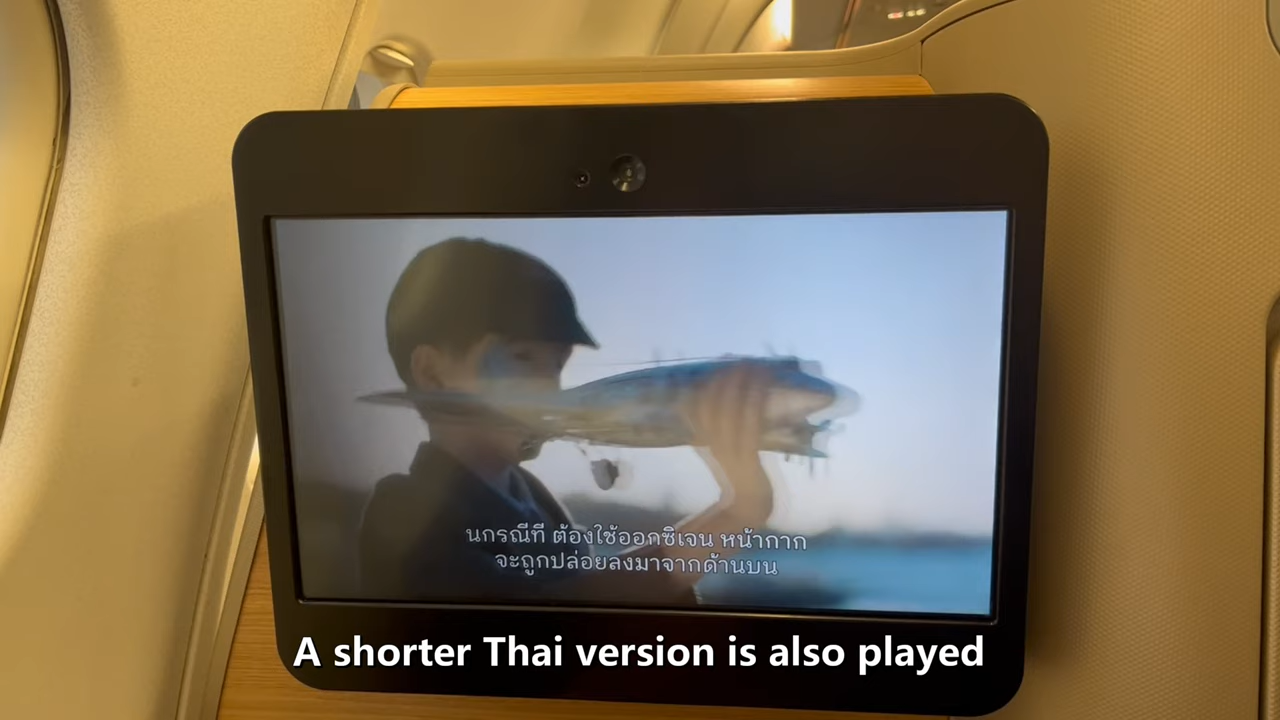 นกรณีที่ ต้องใช้ออกซิเจน หน้ากาก
จะถูกปล่อยลงมาจากด้านบน
A shorter Thai version is also played